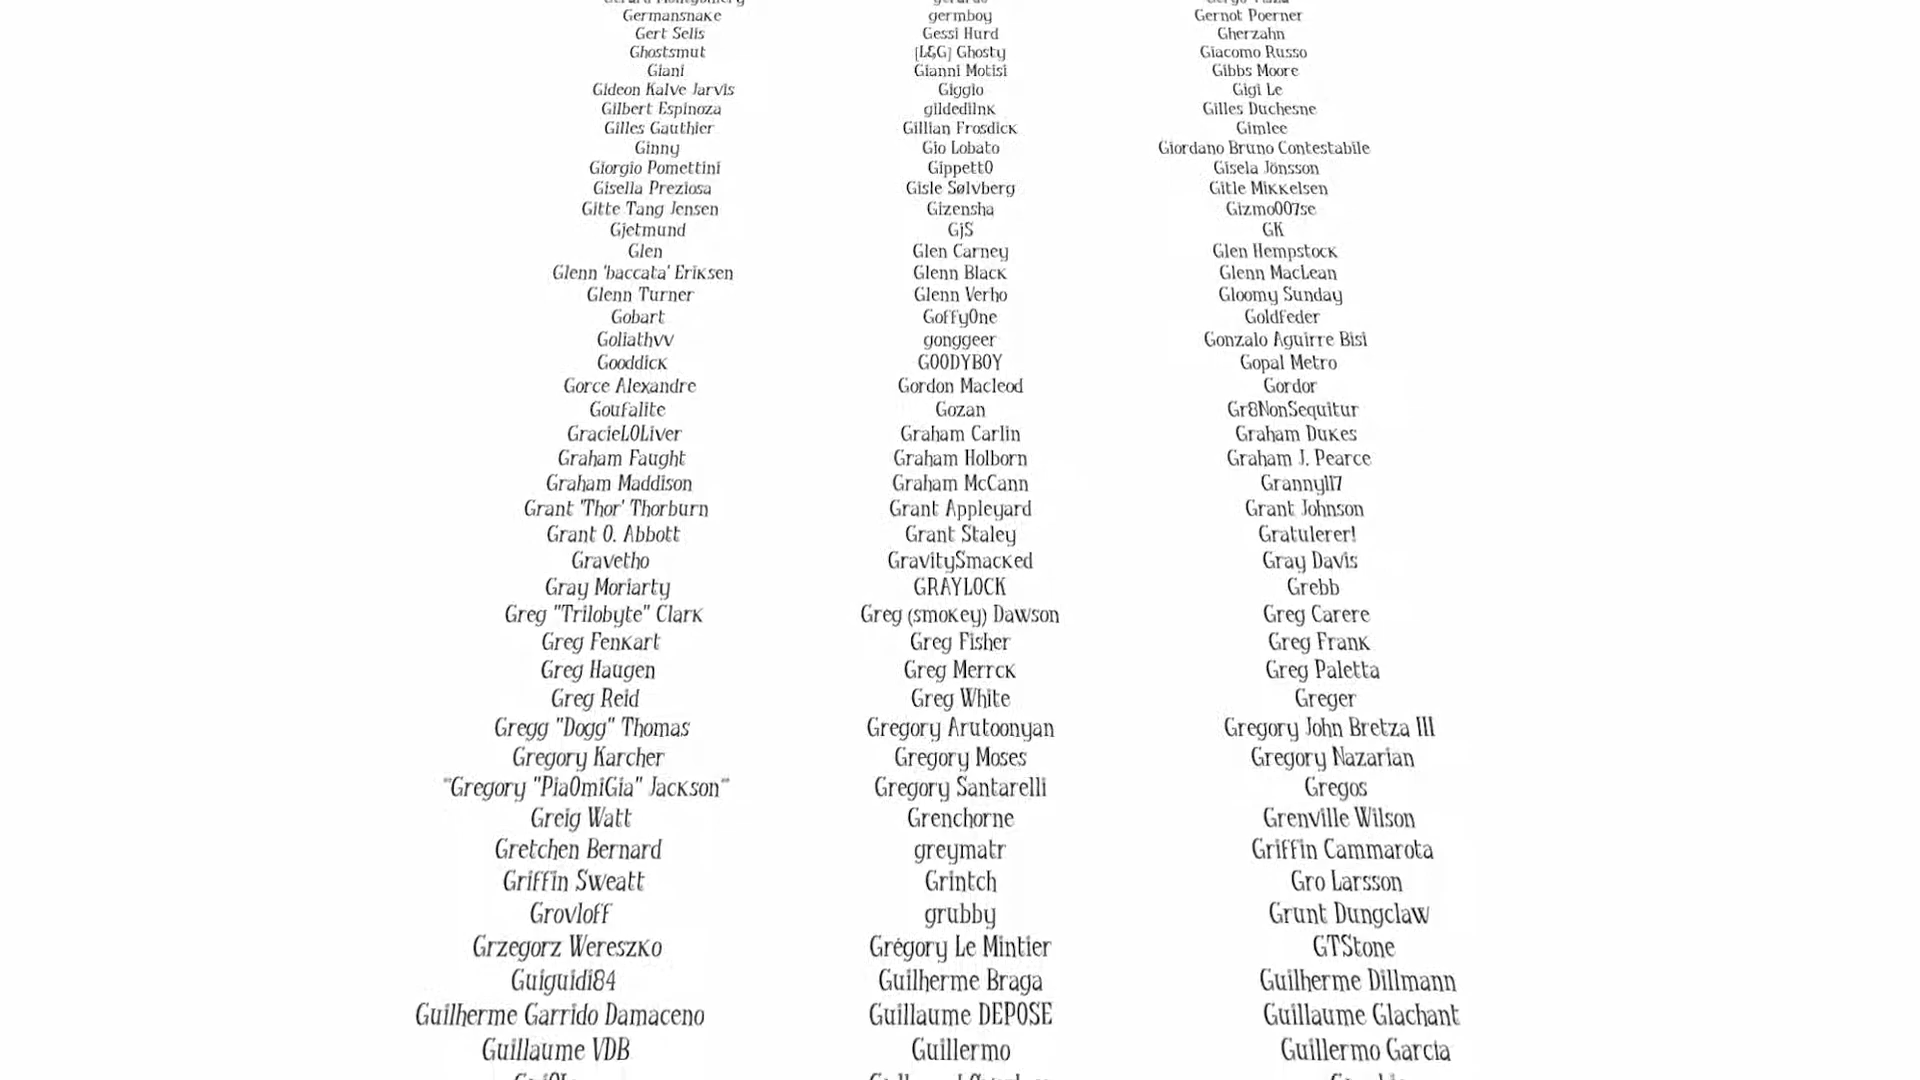 Germansnake germboy Gernot Poerner
Gert Selis Gessi Hurd Gherzahn
Ghostsmut [L&G] Ghosty Giacomo Russo
Giani Gianni Motisi Gibbs Moore
Gideon Kalve Jarvis Giggio Gigi Le
Gilbert Espinoza gildedilnk Gilles Duchesne
Gilles Gauthier Gillian Frosdick Gimlee
Ginny Gio Lobato Giordano Bruno Contestabile
Giorgio Pomettini Gippett0 Gisela Jönsson
Gisella Preziosa Gisle Sølvberg Gitle Mikkelsen
Gitte Tang Jensen Gizensha Gizmo007se
Gjetmund GjS GK
Glen Glen Carney Glen Hempstock
Glenn 'baccata' Eriksen Glenn Black Glenn MacLean
Glenn Turner Glenn Verho Gloomy Sunday
Gobart GoffyOne Goldfeder
Goliathvv gonggeer Gonzalo Aguirre Bisi
Gooddick GOODYBOY Gopal Metro
Gorce Alexandre Gordon Macleod Gordor
Goufalite Gozan Gr8NonSequitur
GracieLOLiver Graham Carlin Graham Dukes
Graham Faught Graham Holborn Graham J. Pearce
Graham Maddison Graham McCann Granny117
Grant 'Thor' Thorburn Grant Appleyard Grant Johnson
Grant O. Abbott Grant Staley Gratulerer!
Gravetho GravitySmacked Gray Davis
Gray Moriarty GRAYLOCK Grebb
Greg "Trilobyte" Clark Greg (smokey) Dawson Greg Carere
Greg Fenkart Greg Fisher Greg Frank
Greg Haugen Greg Merrck Greg Paletta
Greg Reid Greg White Greger
Gregg "Dogg" Thomas Gregory Arutoonyan Gregory John Bretza III
Gregory Karcher Gregory Moses Gregory Nazarian
"Gregory "PiaOmiGia" Jackson" Gregory Santarelli Gregos
Greig Watt Grenchorne Grenville Wilson
Gretchen Bernard greymatr Griffin Cammarota
Griffin Sweatt Grintch Gro Larsson
Grovloff grubby Grunt Dungclaw
Grzegorz Wereszko Grégory Le Mintier GTStone
Guiguidi84 Guilherme Braga Guilherme Dillmann
Guilherme Garrido Damaceno Guillaume DEPOSE Guillaume Glachant
Guillaume VDB Guillermo Guillermo Garcia